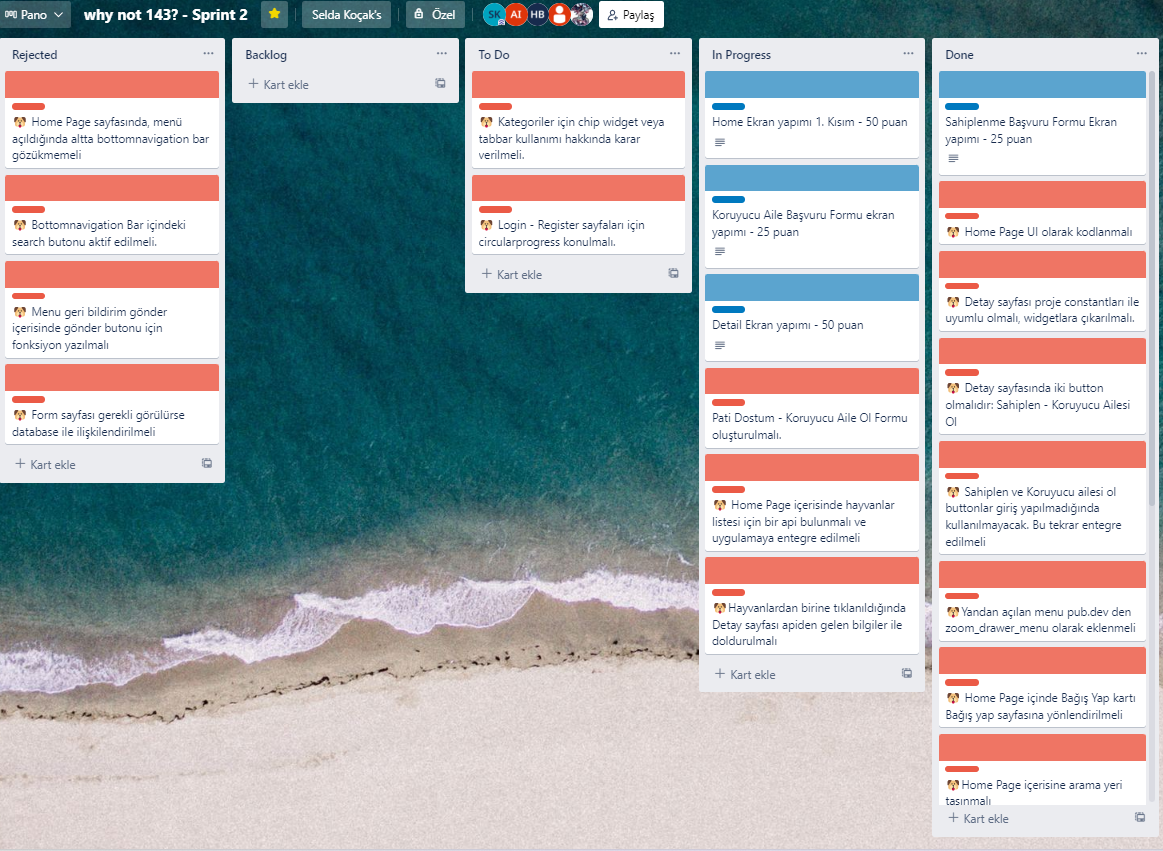 Pano
why not 143? - Sprint 2
Selda Koçak's
Özel
SK
AI
HB
Paylaş
Rejected
Home Page sayfasında, menü
açıldığında altta bottomnavigation bar
gözükmemeli
Bottomnavigation Bar içindeki
search butonu aktif edilmeli.
Menu geri bildirim gönder
içerisinde gönder butonu için
fonksiyon yazılmalı
Form sayfası gerekli görülürse
database ile ilişkilendirilmeli
Kart ekle
Backlog
Kart ekle
To Do
Kategoriler için chip widget veya
tabbar kullanımı hakkında karar
verilmeli.
Login - Register sayfaları için
circularprogress konulmalı.
Kart ekle
In Progress
Home Ekran yapımı 1. Kısım - 50 puan
Koruyucu Aile Başvuru Formu ekran
yapımı - 25 puan
Detail Ekran yapımı - 50 puan
Pati Dostum - Koruyucu Aile Ol Formu
oluşturulmalı.
Home Page içerisinde hayvanlar
listesi için bir api bulunmalı ve
uygulamaya entegre edilmeli
Hayvanlardan birine tıklanıldığında
Detay sayfası apiden gelen bilgiler ile
doldurulmalı
Kart ekle
Done
Sahiplenme Başvuru Formu Ekran
yapımı - 25 puan
Home Page UI olarak kodlanmalı
Detay sayfası proje constantları ile
uyumlu olmalı, widgetlara çıkarılmalı.
Detay sayfasında iki button
olmalıdır: Sahiplen - Koruyucu Ailesi
Ol
Sahiplen ve Koruyucu ailesi ol
buttonlar giriş yapılmadığında
kullanılmayacak. Bu tekrar entegre
edilmeli
Yandan açılan menu pub.dev den
zoom_drawer_menu olarak eklenmeli
Home Page içinde Bağış Yap kartı
Bağış yap sayfasına yönlendirilmeli
Home Page içerisine arama yeri
taşınmalı
Kart ekle